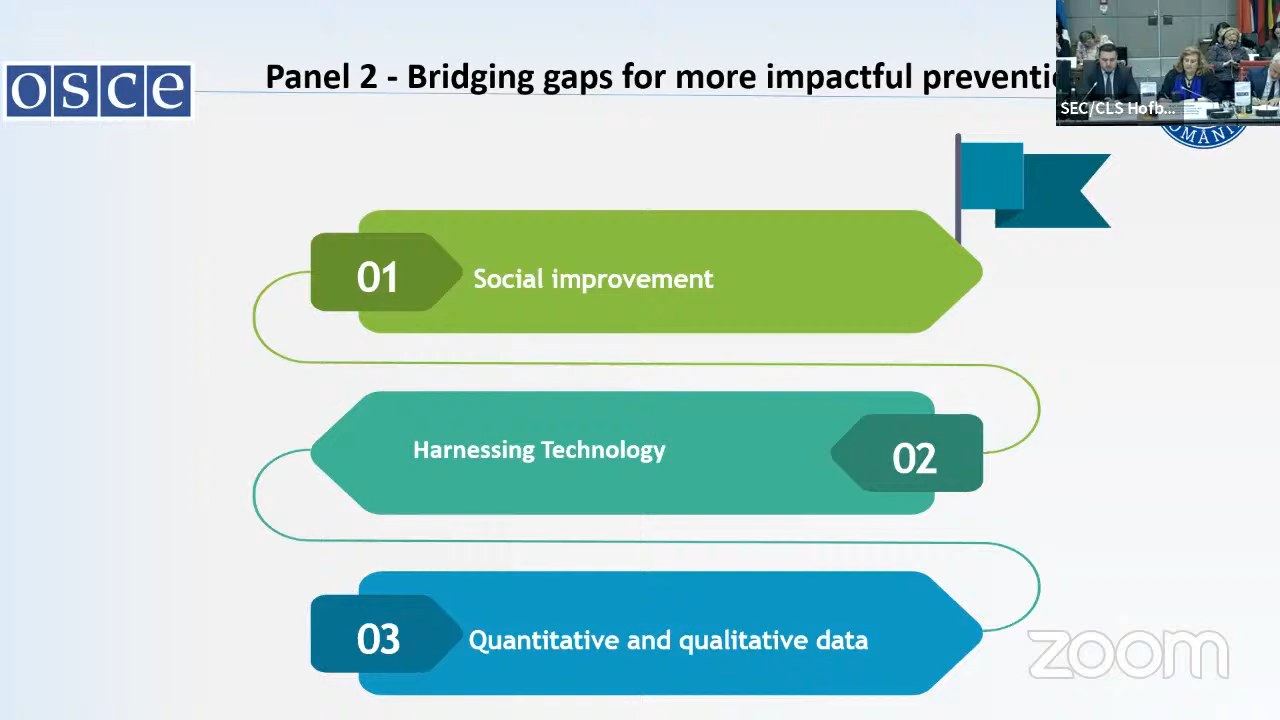 osce
Panel 2 - Bridging gaps for more impactful preventi
SEC/CLS Hofb...
01
Social improvement
Harnessing Technology
02
03
Quantitative and qualitative data
zoom